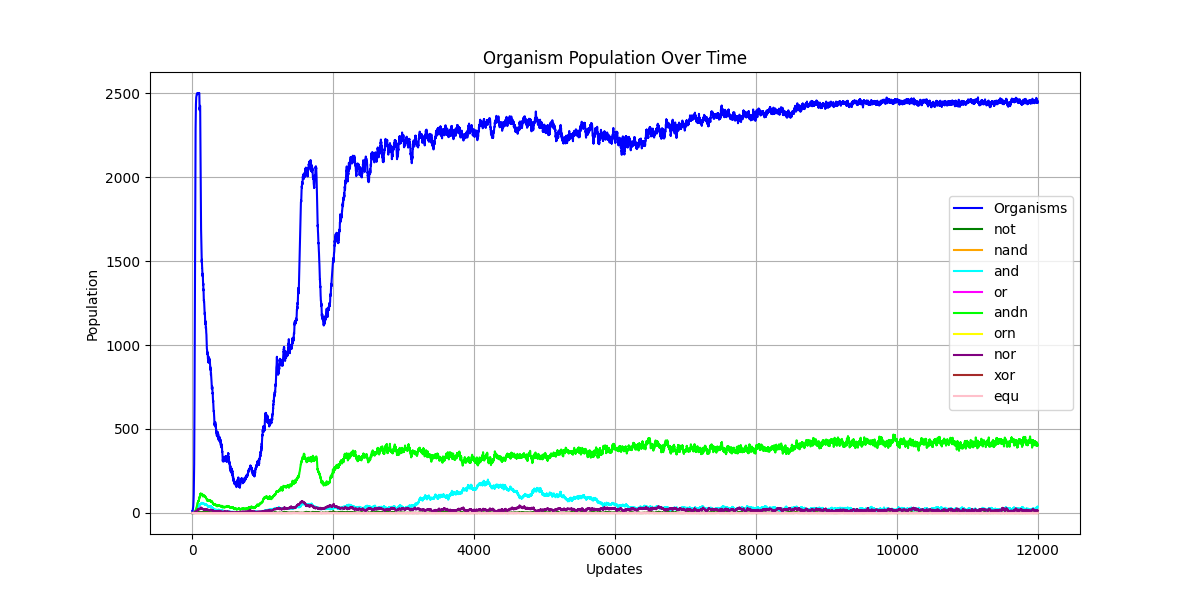 Organism Population Over Time
Population
2500
2000
1500
1000
500
0
0 2000 4000 6000 8000 10000 12000
Updates
Organisms
not
nand
and
or
andn
orn
nor
xor
equ